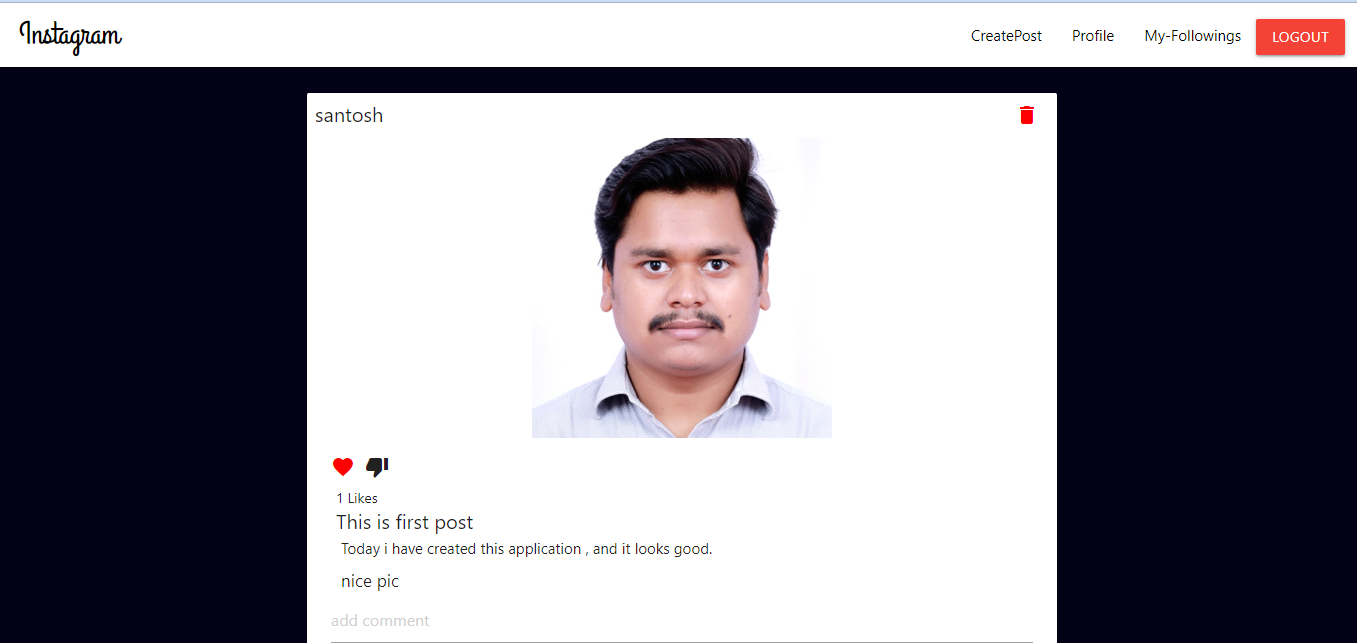 Instagram
CreatePost Profile My-Followings LOGOUT
santosh
1 Likes
This is first post
Today i have created this application , and it looks good.
nice pic
add comment